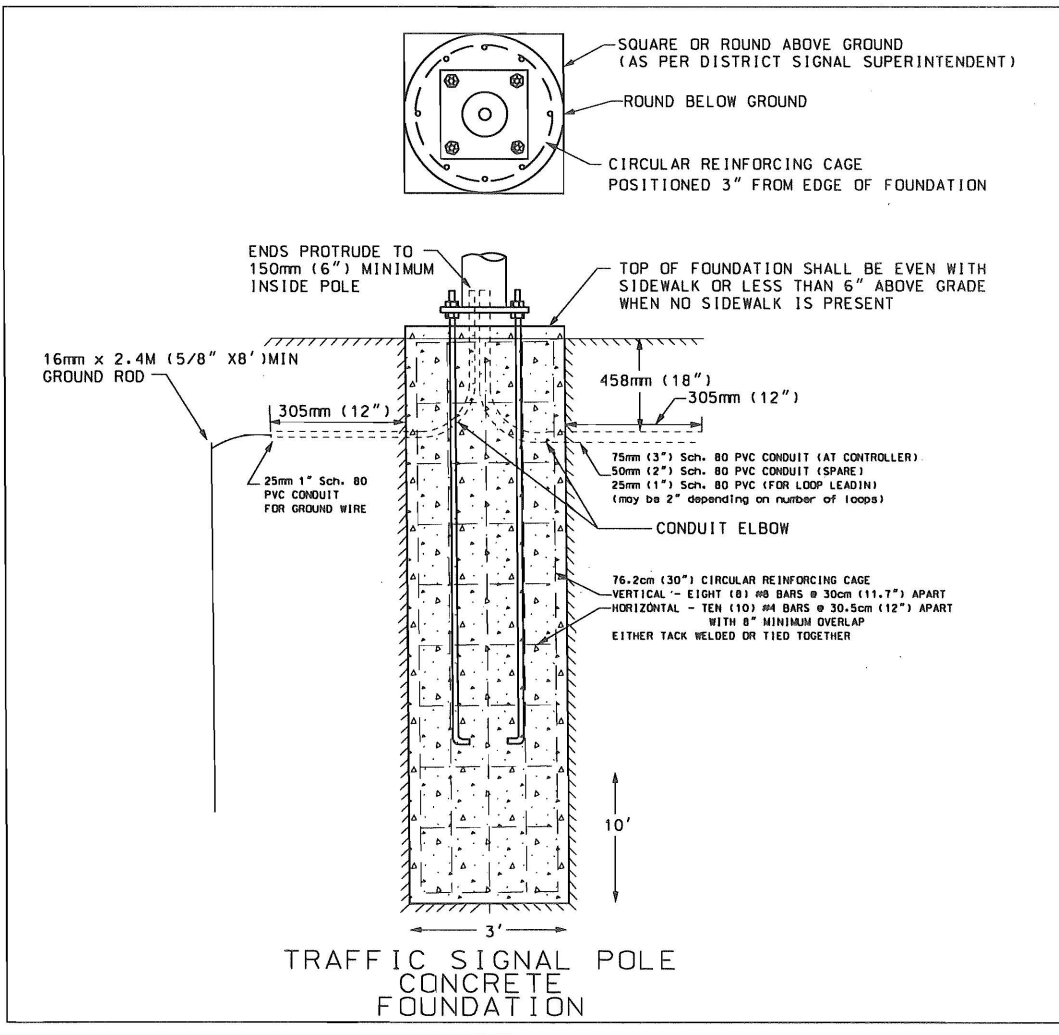 SQUARE OR ROUND ABOVE GROUND
(AS PER DISTRICT SIGNAL SUPERINTENDENT)
ROUND BELOW GROUND
CIRCULAR REINFORCING CAGE
POSITIONED 3" FROM EDGE OF FOUNDATION
ENDS PROTRUDE TO
150mm (6") MINIMUM
INSIDE POLE
TOP OF FOUNDATION SHALL BE EVEN WITH
SIDEWALK OR LESS THAN 6" ABOVE GRADE
WHEN NO SIDEWALK IS PRESENT
16mm x 2.4M (5/8" X8')MIN
GROUND ROD
458mm (18")
305mm (12")
305mm (12")
25mm 1" Sch. 80
PVC CONDUIT
FOR GROUND WIRE
75mm (3") Sch. 80 PVC CONDUIT (AT CONTROLLER)
50mm (2") Sch. 80 PVC CONDUIT (SPARE)
25mm (1") Sch. 80 PVC (FOR LOOP LEADIN)
(may be 2" depending on number of loops)
CONDUIT ELBOW
76.2cm (30") CIRCULAR REINFORCING CAGE
VERTICAL - EIGHT (8) #8 BARS @ 30cm (11.7") APART
HORIZONTAL - TEN (10) #4 BARS @ 30.5cm (12") APART
WITH 8" MINIMUM OVERLAP
EITHER TACK WELDED OR TIED TOGETHER
10'
3'
TRAFFIC SIGNAL POLE
CONCRETE
FOUNDATION